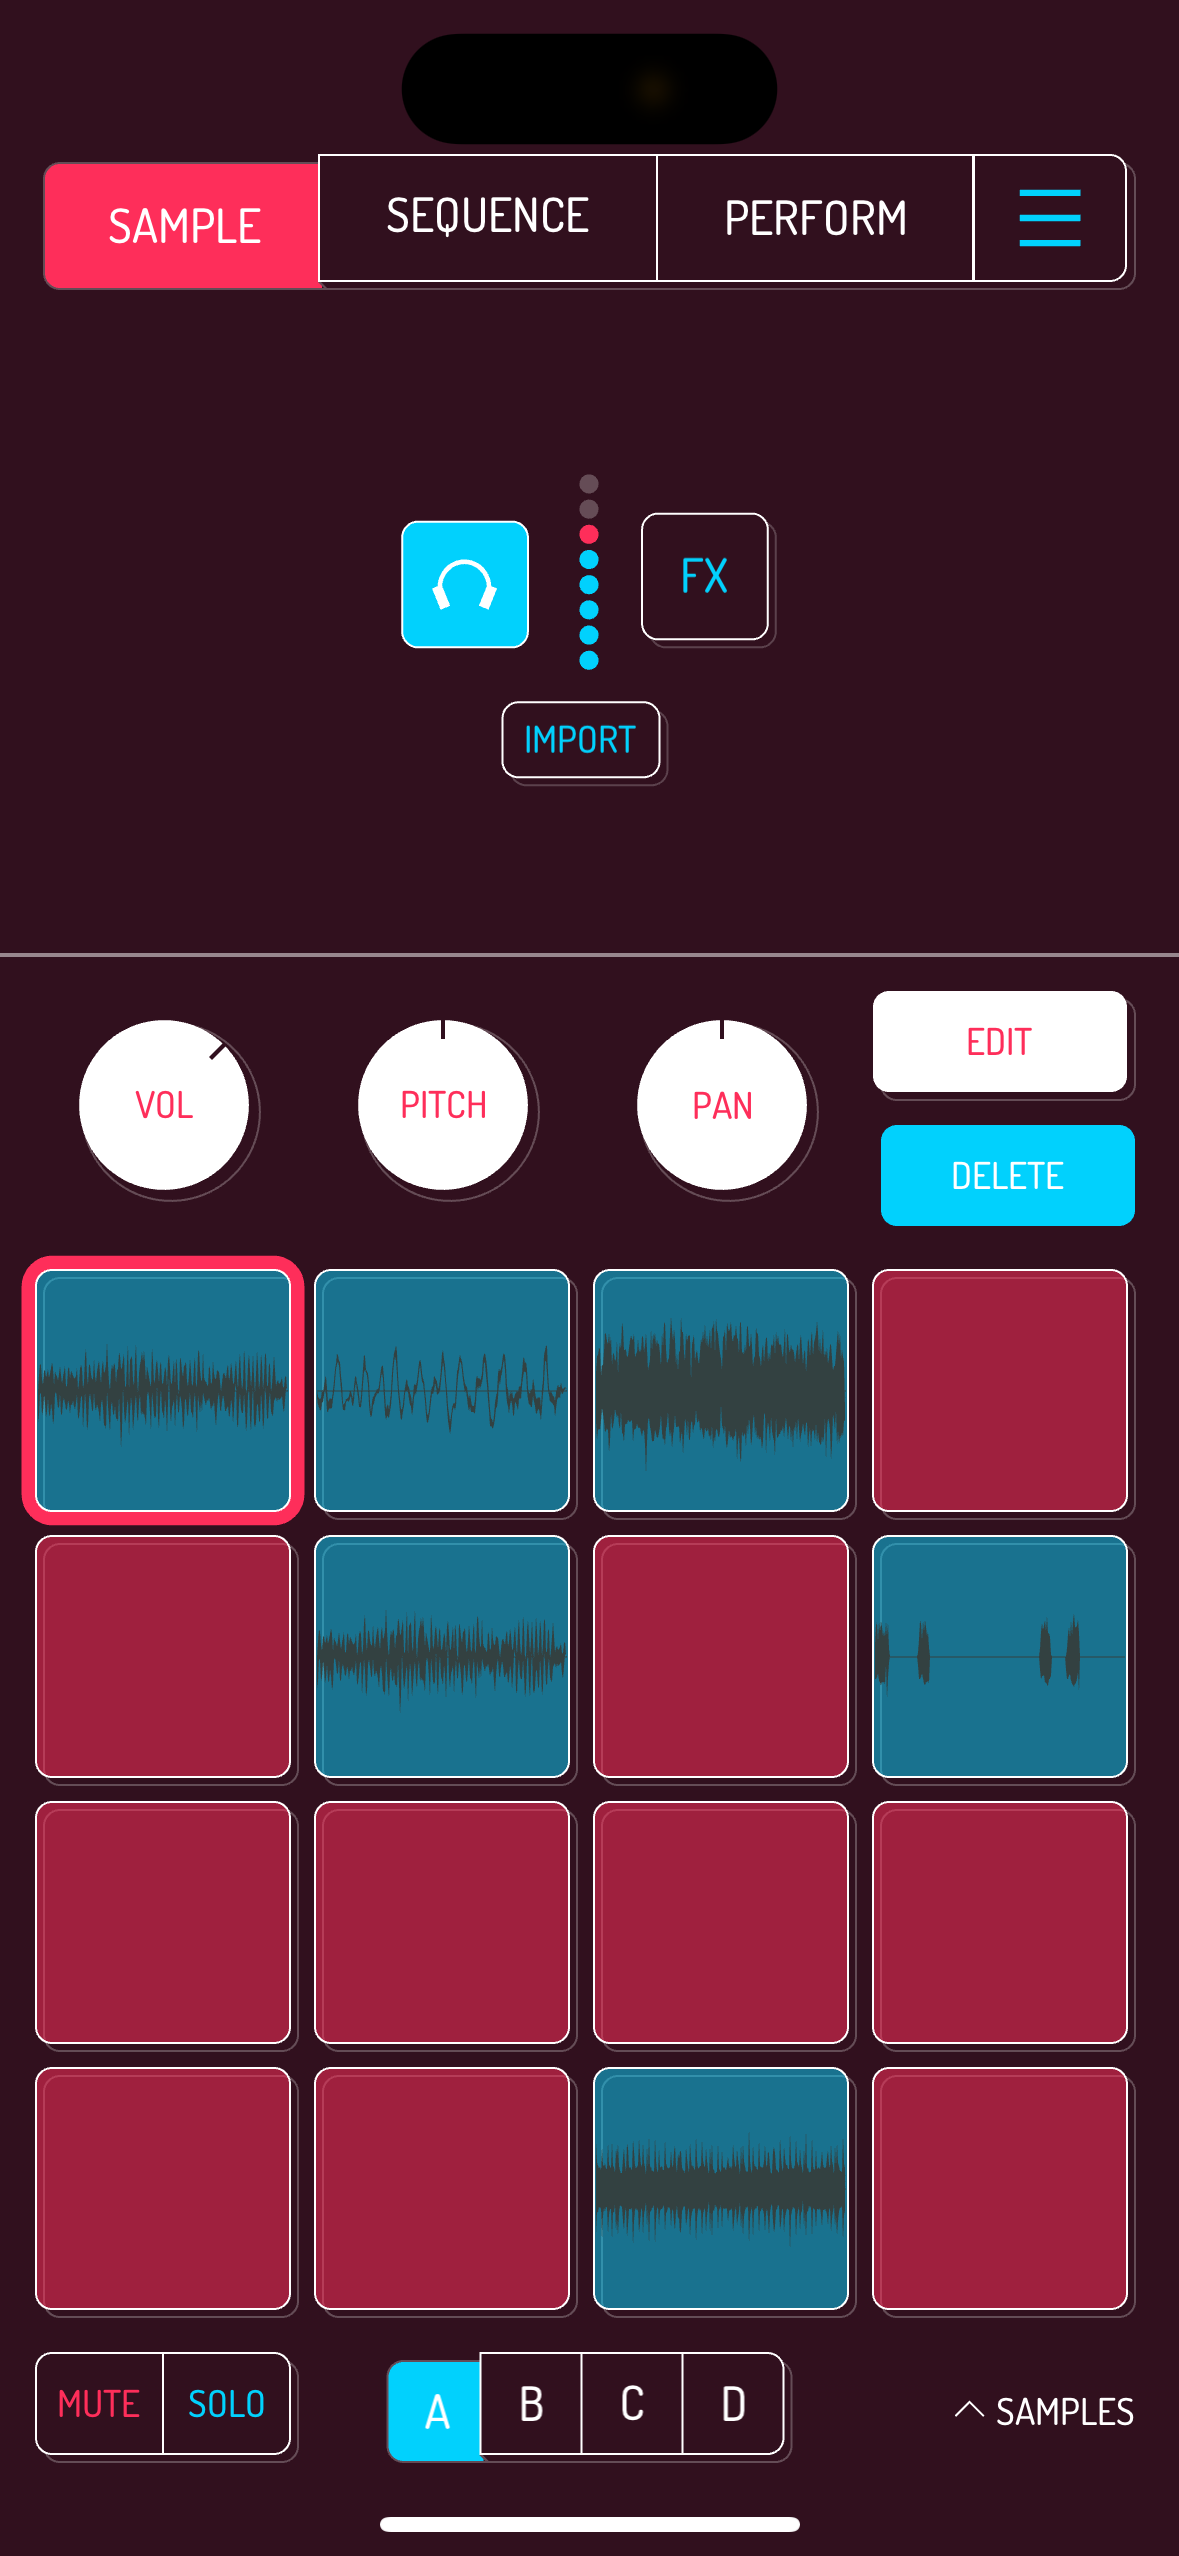 SAMPLE SEQUENCE PERFORM
FX
IMPORT
VOL PITCH PAN EDIT
DELETE
MUTE SOLO A B C D SAMPLES